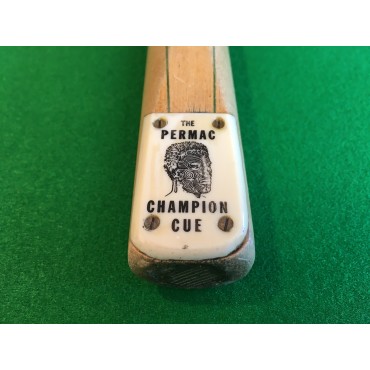 THE
PERMAC
CHAMPION
CUE